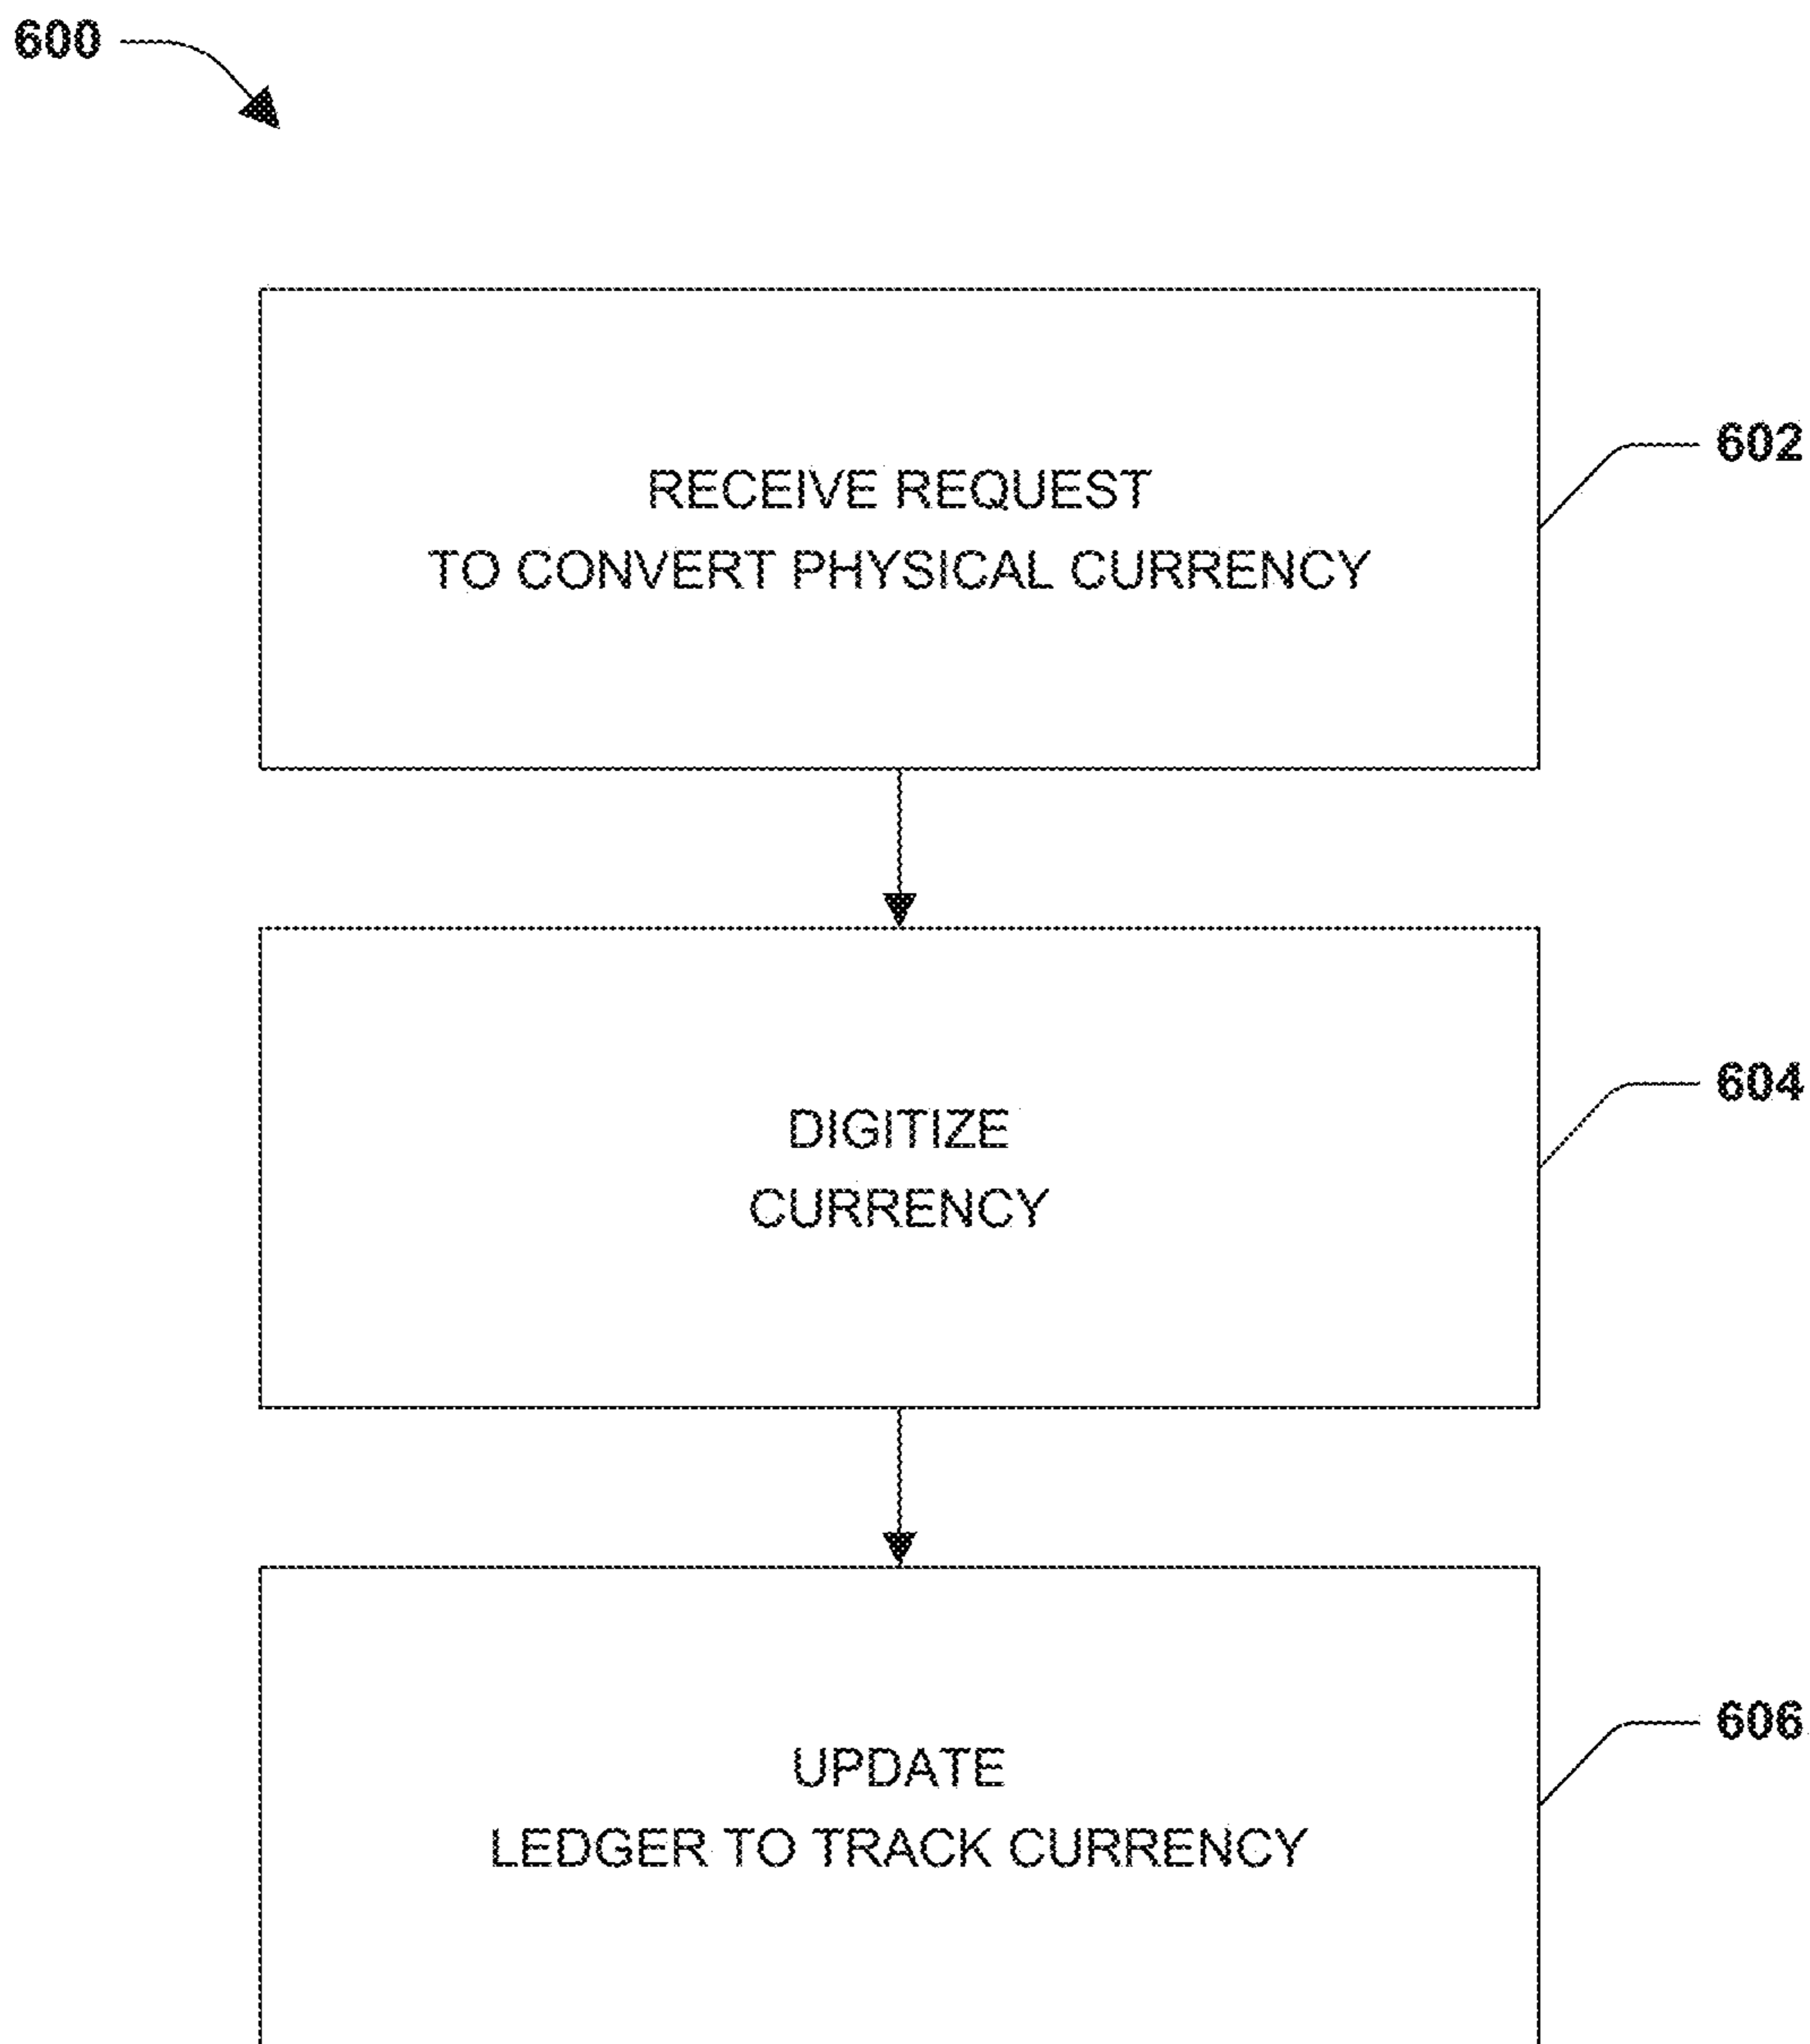 600
RECEIVE REQUEST
TO CONVERT PHYSICAL CURRENCY
602
DIGITIZE
CURRENCY
604
UPDATE
LEDGER TO TRACK CURRENCY
606